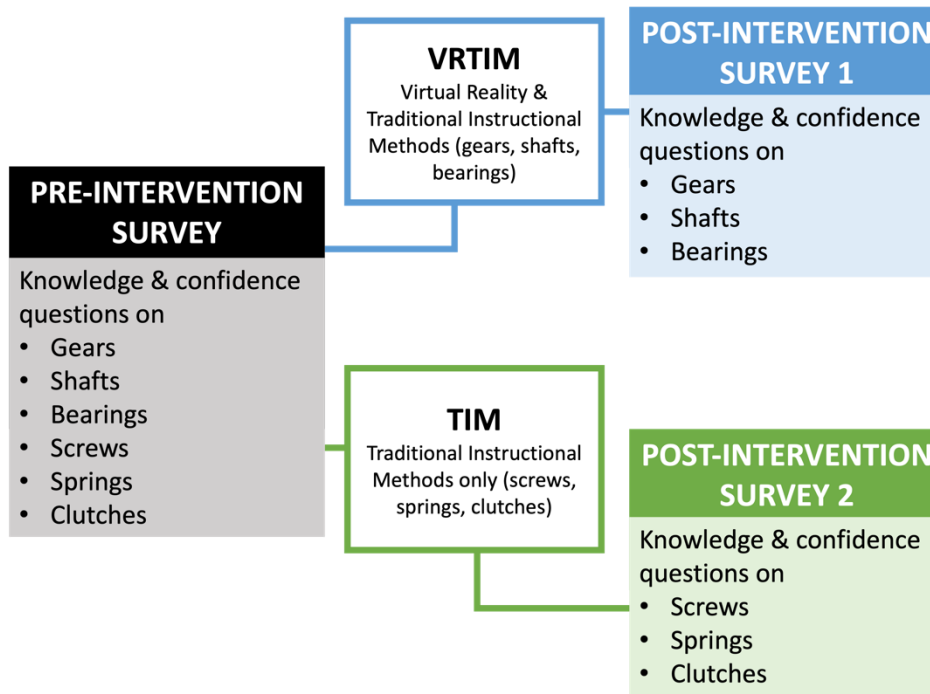 PRE-INTERVENTION
SURVEY
Knowledge & confidence
questions on
• Gears
• Shafts
• Bearings
• Screws
• Springs
• Clutches
VRTIM
Virtual Reality &
Traditional Instructional
Methods (gears, shafts,
bearings)
POST-INTERVENTION
SURVEY 1
Knowledge & confidence
questions on
• Gears
• Shafts
• Bearings
TIM
Traditional Instructional
Methods only (screws,
springs, clutches)
POST-INTERVENTION
SURVEY 2
Knowledge & confidence
questions on
• Screws
• Springs
• Clutches